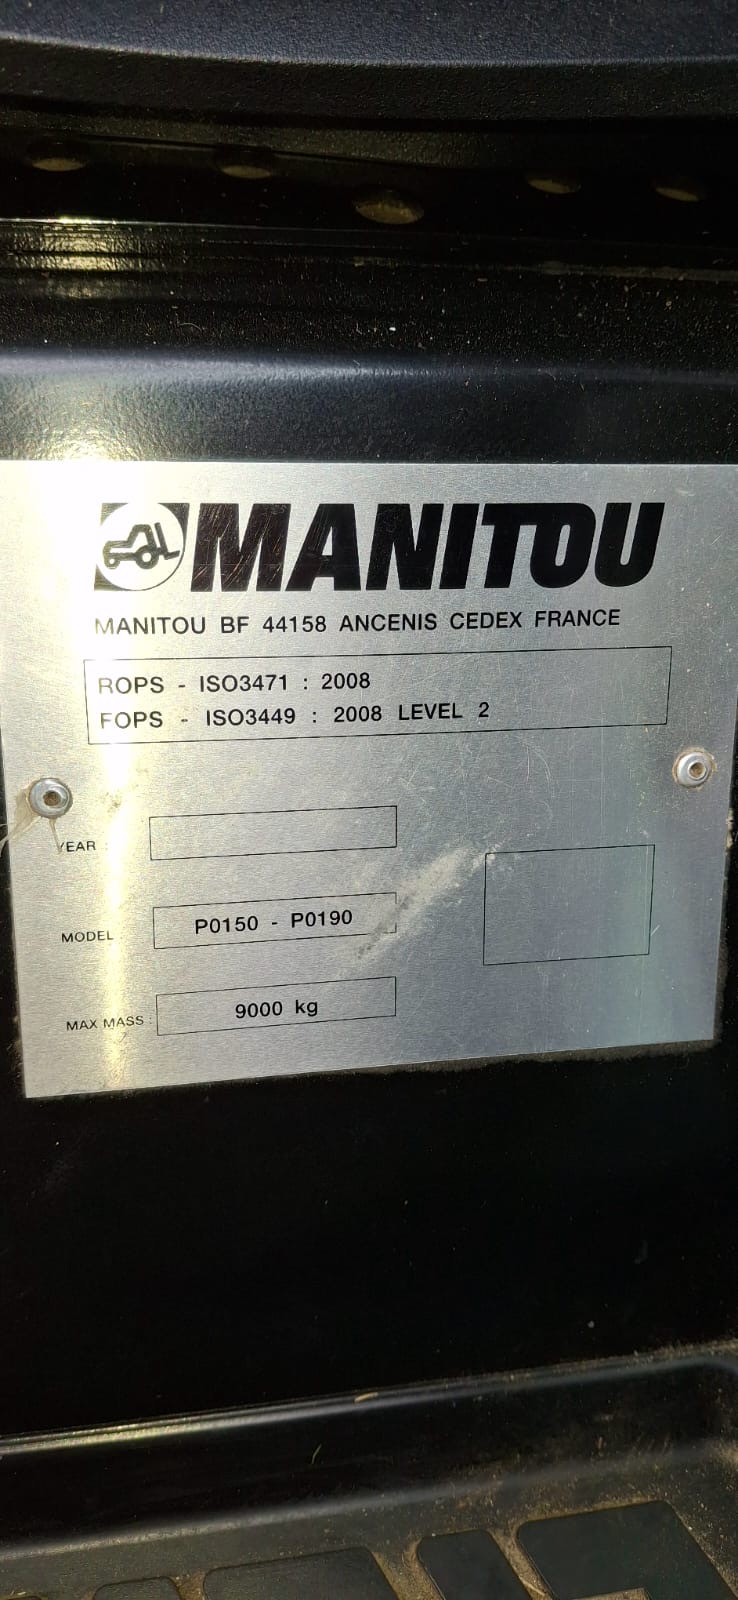 MANITOU
MANITOU BF 44158 ANCENIS CEDEX FRANCE
ROPS - ISO3471 : 2008
FOPS - ISO3449 : 2008 LEVEL 2
YEAR :
MODEL P0150 - P0190
MAX MASS : 9000 kg